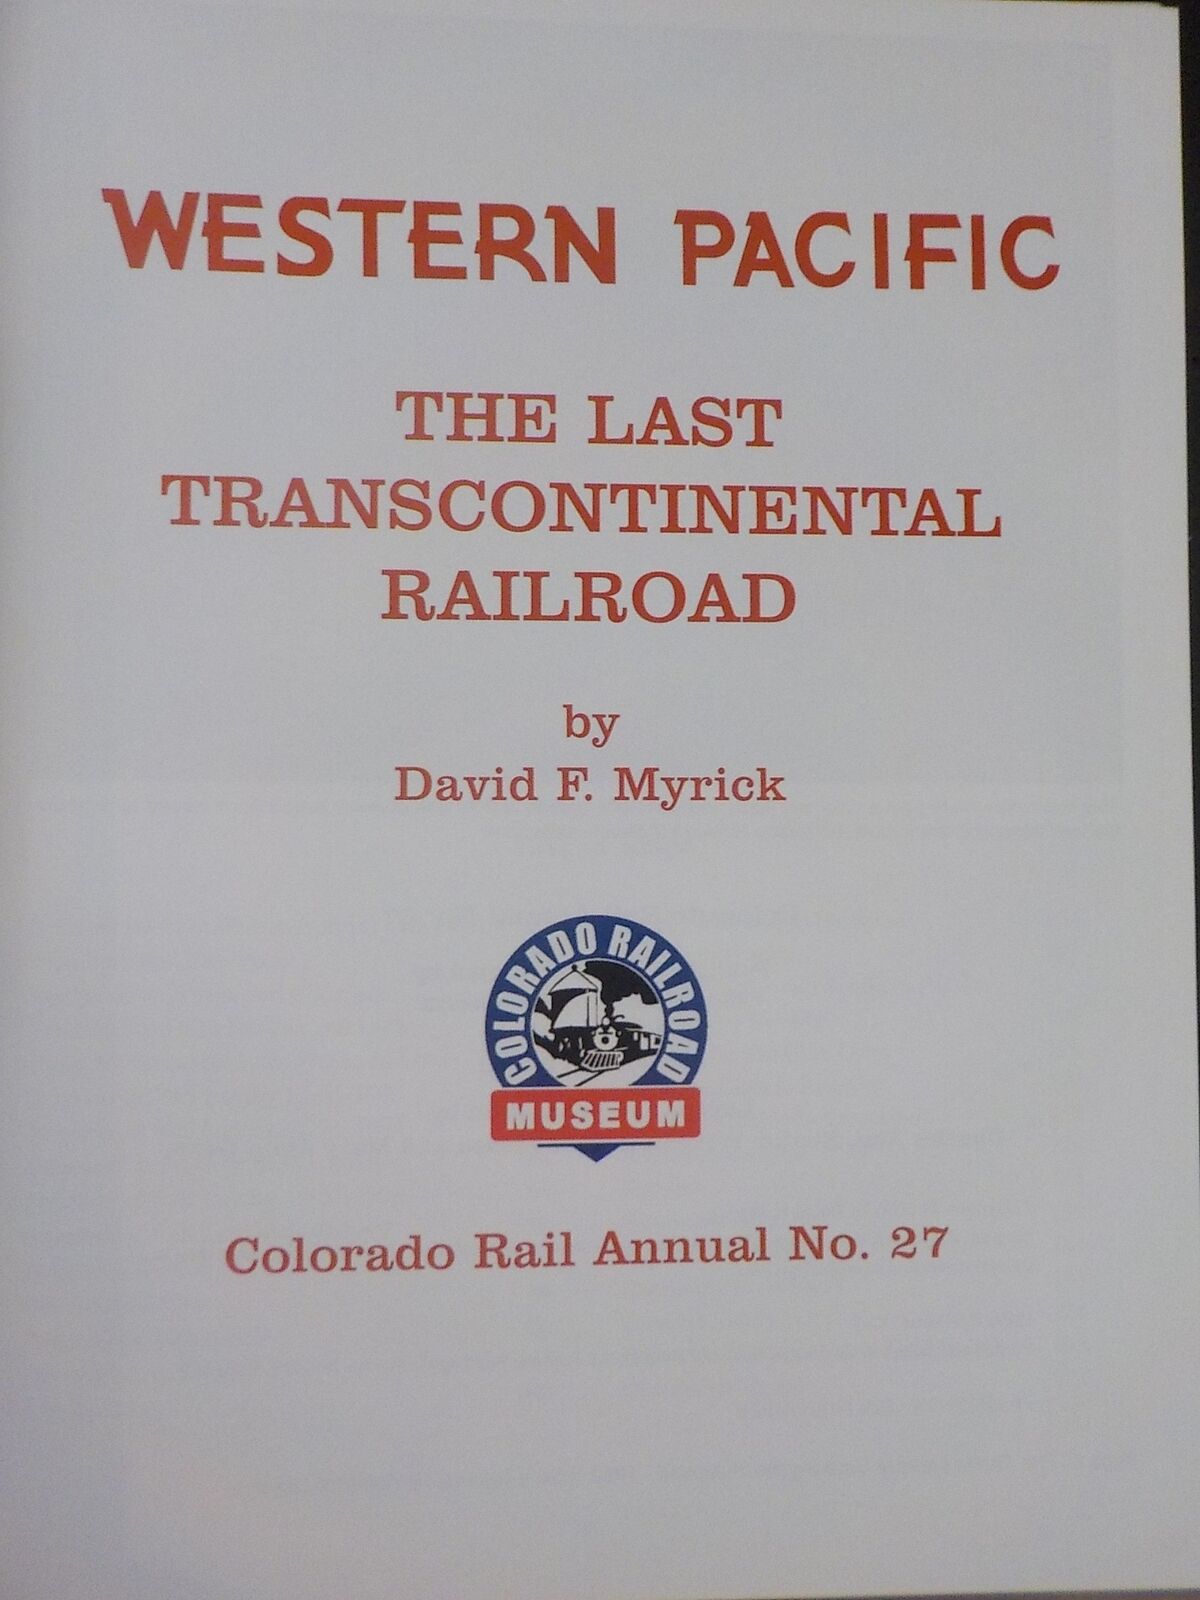 WESTERN PACIFIC
THE LAST
TRANSCONTINENTAL
RAILROAD
by
David F. Myrick
COLORADO RAILROAD
MUSEUM
Colorado Rail Annual No. 27